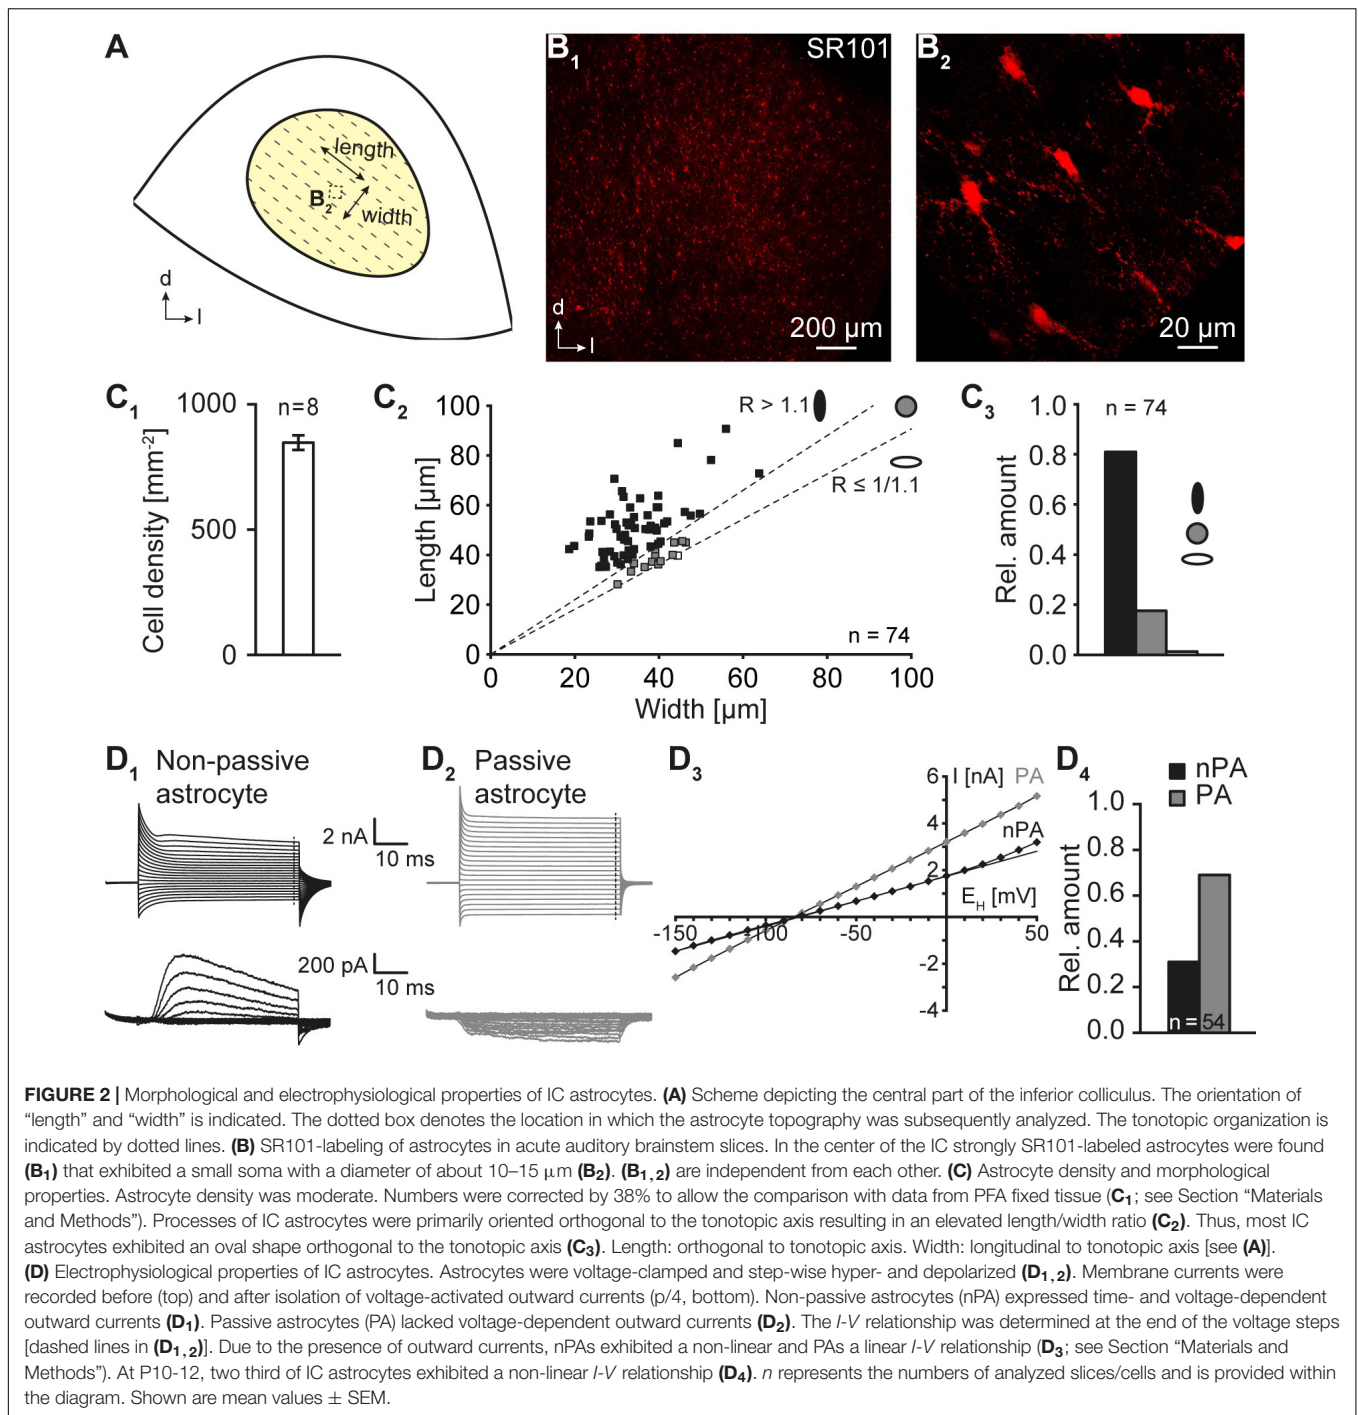 A
length
B2
width
d
l
B1
SR101
d
l
200 µm
B2
20 µm
C1
1000
n=8
500
0
Cell density [mm-2]
C2
100
80
60
40
20
0
Length [µm]
R > 1.1
R ≤ 1/1.1
n = 74
0 20 40 60 80 100
Width [µm]
C3
1.0
n = 74
0.8
0.6
0.4
0.2
0.0
Rel. amount
D1 Non-passive
astrocyte
2 nA
10 ms
200 pA
10 ms
D2 Passive
astrocyte
D3
6 I [nA] PA
4 nPA
2
EH [mV]
-150 -100 -50 50
-2
-4
D4
nPA
PA
1.0
0.8
0.6
0.4
0.2
0.0
Rel. amount
n = 54
FIGURE 2 | Morphological and electrophysiological properties of IC astrocytes. (A) Scheme depicting the central part of the inferior colliculus. The orientation of
“length” and “width” is indicated. The dotted box denotes the location in which the astrocyte topography was subsequently analyzed. The tonotopic organization is
indicated by dotted lines. (B) SR101-labeling of astrocytes in acute auditory brainstem slices. In the center of the IC strongly SR101-labeled astrocytes were found
(B1) that exhibited a small soma with a diameter of about 10–15 µm (B2). (B1,2) are independent from each other. (C) Astrocyte density and morphological
properties. Astrocyte density was moderate. Numbers were corrected by 38% to allow the comparison with data from PFA fixed tissue (C1; see Section “Materials
and Methods”). Processes of IC astrocytes were primarily oriented orthogonal to the tonotopic axis resulting in an elevated length/width ratio (C2). Thus, most IC
astrocytes exhibited an oval shape orthogonal to the tonotopic axis (C3). Length: orthogonal to tonotopic axis. Width: longitudinal to tonotopic axis [see (A)].
(D) Electrophysiological properties of IC astrocytes. Astrocytes were voltage-clamped and step-wise hyper- and depolarized (D1,2). Membrane currents were
recorded before (top) and after isolation of voltage-activated outward currents (p/4, bottom). Non-passive astrocytes (nPA) expressed time- and voltage-dependent
outward currents (D1). Passive astrocytes (PA) lacked voltage-dependent outward currents (D2). The I-V relationship was determined at the end of the voltage steps
[dashed lines in (D1,2)]. Due to the presence of outward currents, nPAs exhibited a non-linear and PAs a linear I-V relationship (D3; see Section “Materials and
Methods”). At P10-12, two third of IC astrocytes exhibited a non-linear I-V relationship (D4). n represents the numbers of analyzed slices/cells and is provided within
the diagram. Shown are mean values ± SEM.